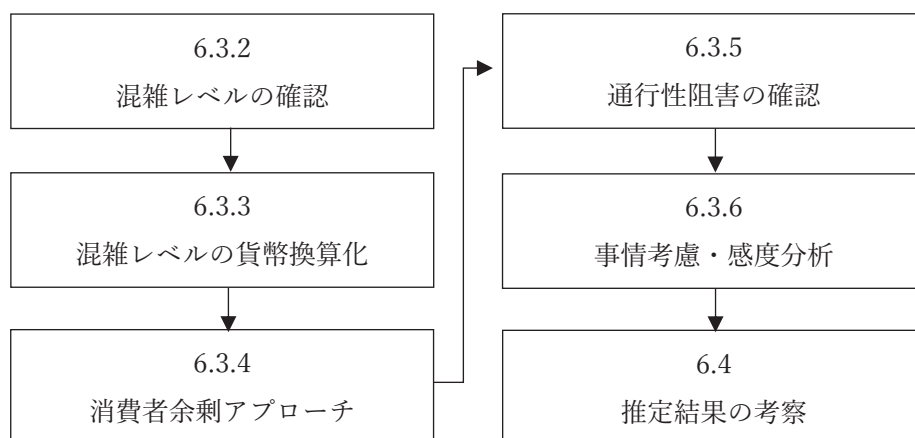 6.3.2
混雑レベルの確認
6.3.3
混雑レベルの貨幣換算化
6.3.4
消費者余剰アプローチ
6.3.5
通行性阻害の確認
6.3.6
事情考慮・感度分析
6.4
推定結果の考察